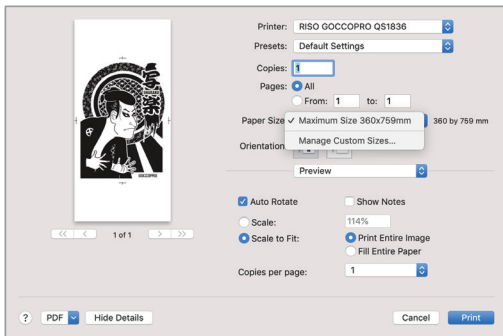 写
楽
GOCCOPRO
<< < 1 of 1 > >>
Printer: RISO GOCCOPRO QS1836
Presets: Default Settings
Copies: 1
Pages: All
From: 1 to: 1
Paper Size ✓ Maximum Size 360x759mm 360 by 759 mm
Manage Custom Sizes...
Orientation
Preview
Auto Rotate Show Notes
Scale: 114%
Scale to Fit: Print Entire Image
Fill Entire Paper
Copies per page: 1
? PDF Hide Details Cancel Print